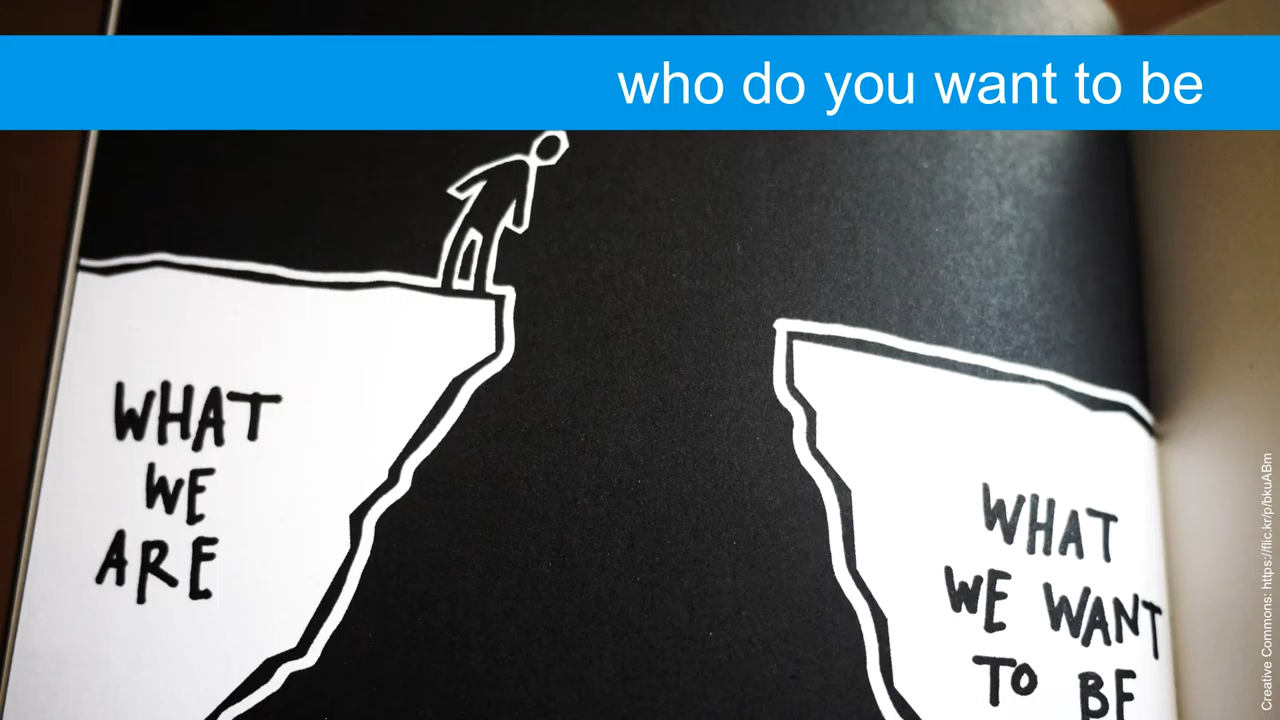 who do you want to be
WHAT
WE
ARE
WHAT
WE WANT
TO BE
Creative Commons: https://flic.kr/p/bkuABm